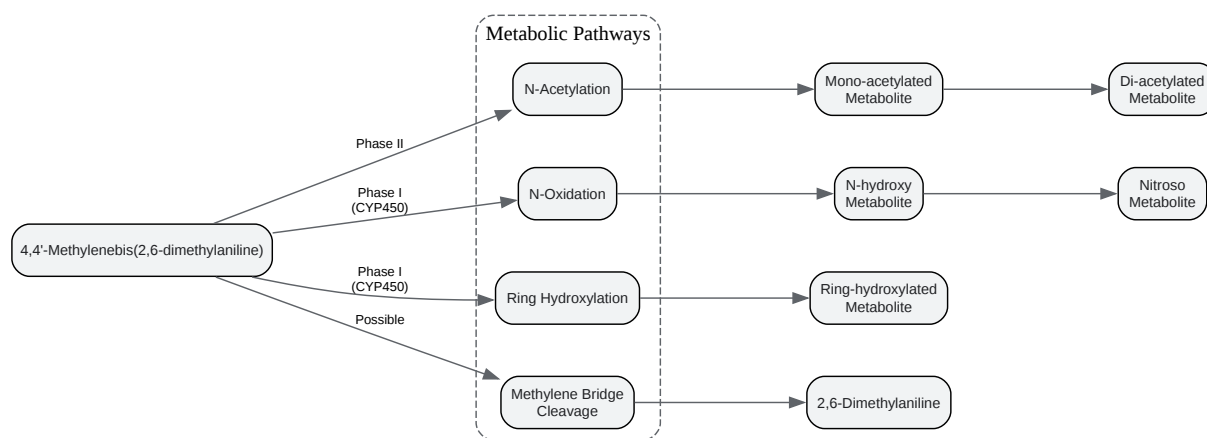 Metabolic Pathways
N-Acetylation
Mono-acetylated
Metabolite
Di-acetylated
Metabolite
Phase II
Phase I
(CYP450)
N-Oxidation
N-hydroxy
Metabolite
Nitroso
Metabolite
4,4'-Methylenebis(2,6-dimethylaniline)
Phase I
(CYP450)
Ring Hydroxylation
Ring-hydroxylated
Metabolite
Possible
Methylene Bridge
Cleavage
2,6-Dimethylaniline